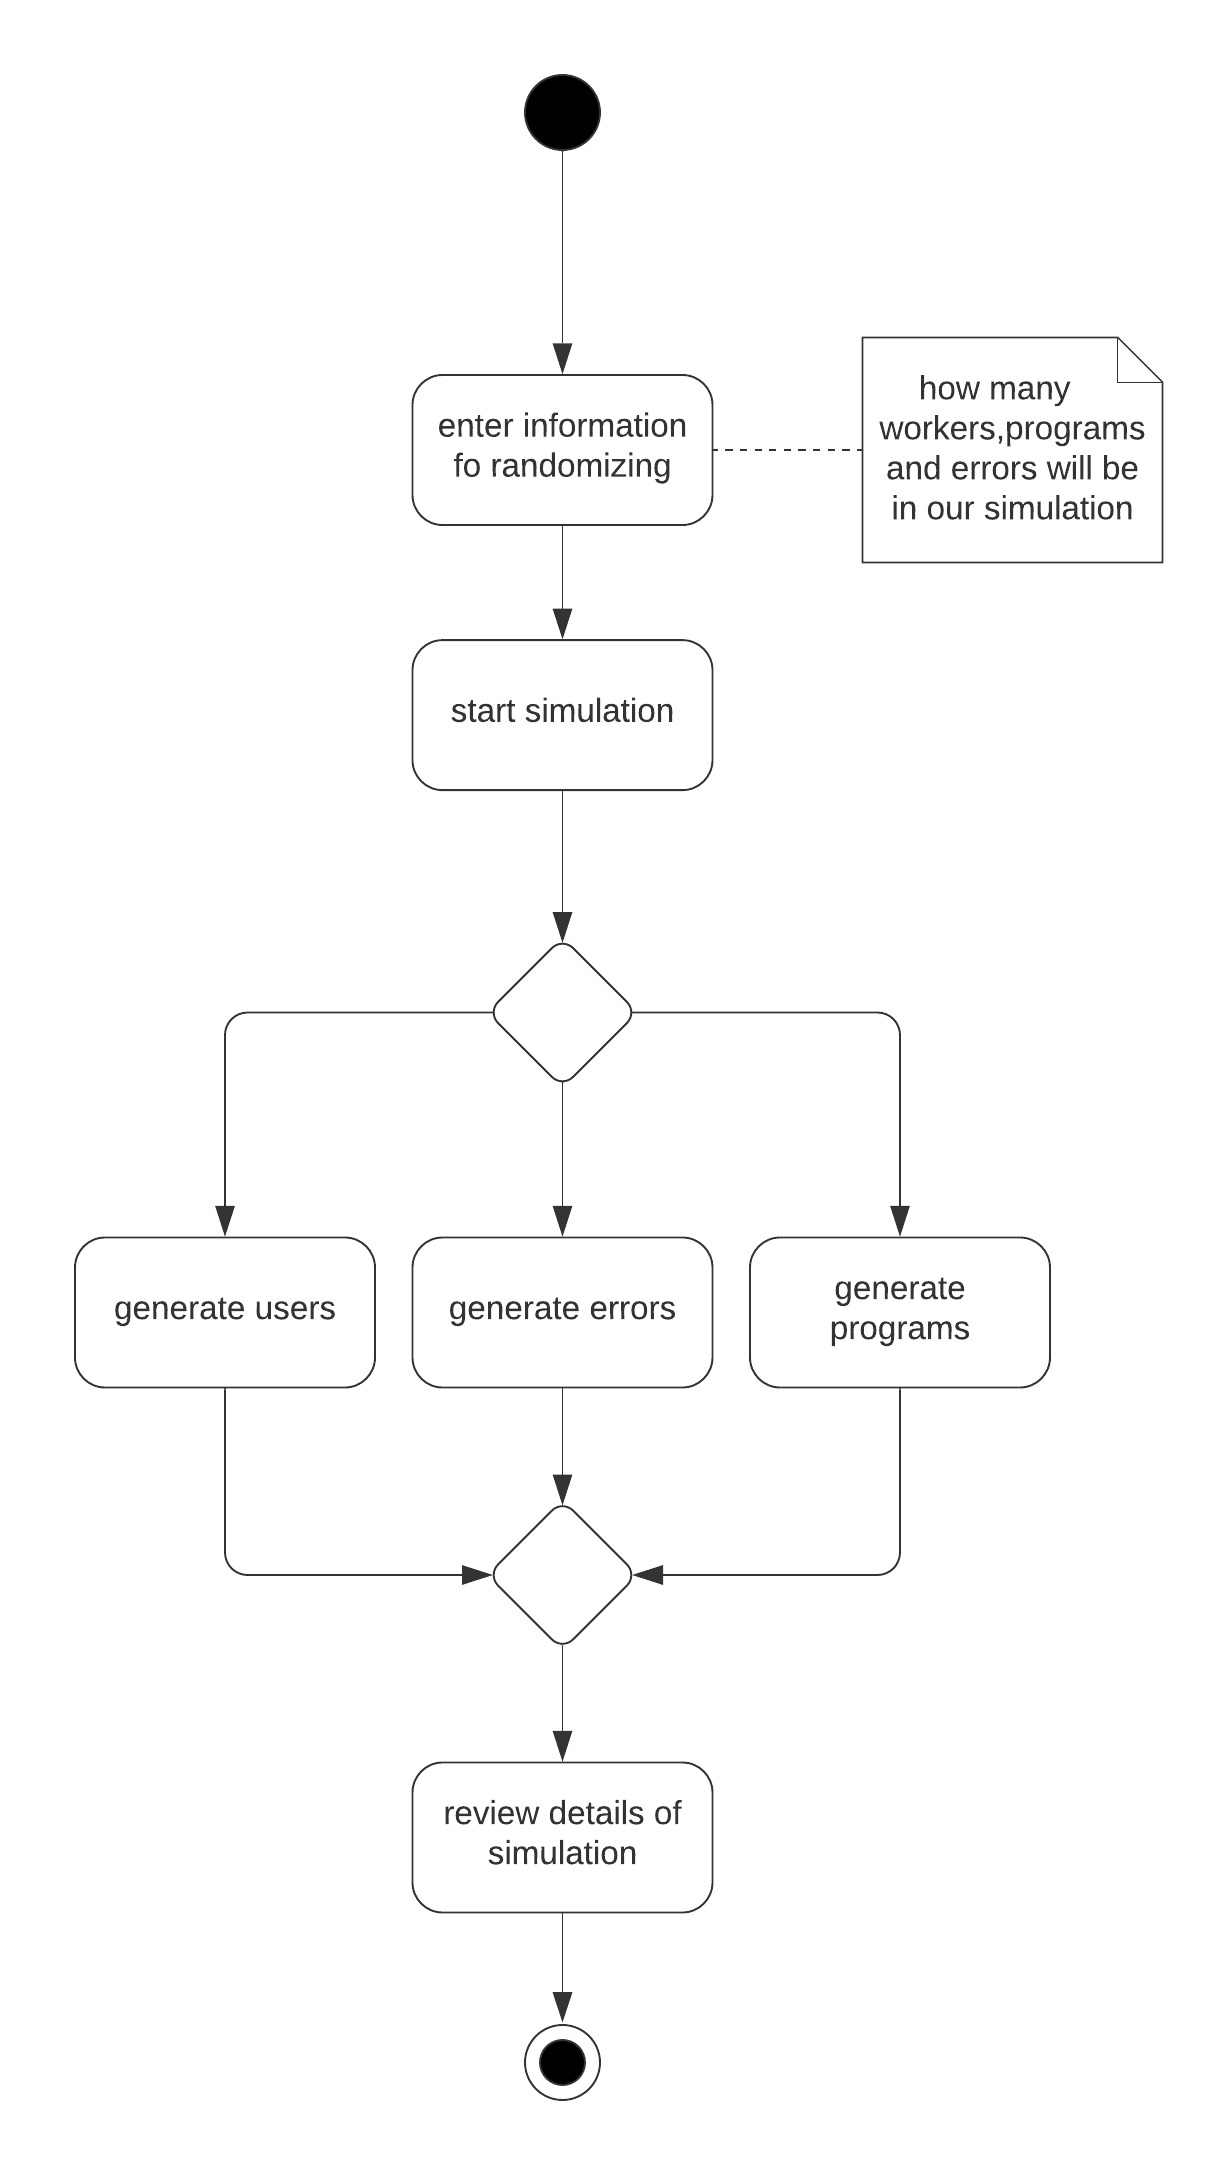 enter information
fo randomizing
how many
workers,programs
and errors will be
in our simulation
start simulation
generate users
generate errors
generate
programs
review details of
simulation